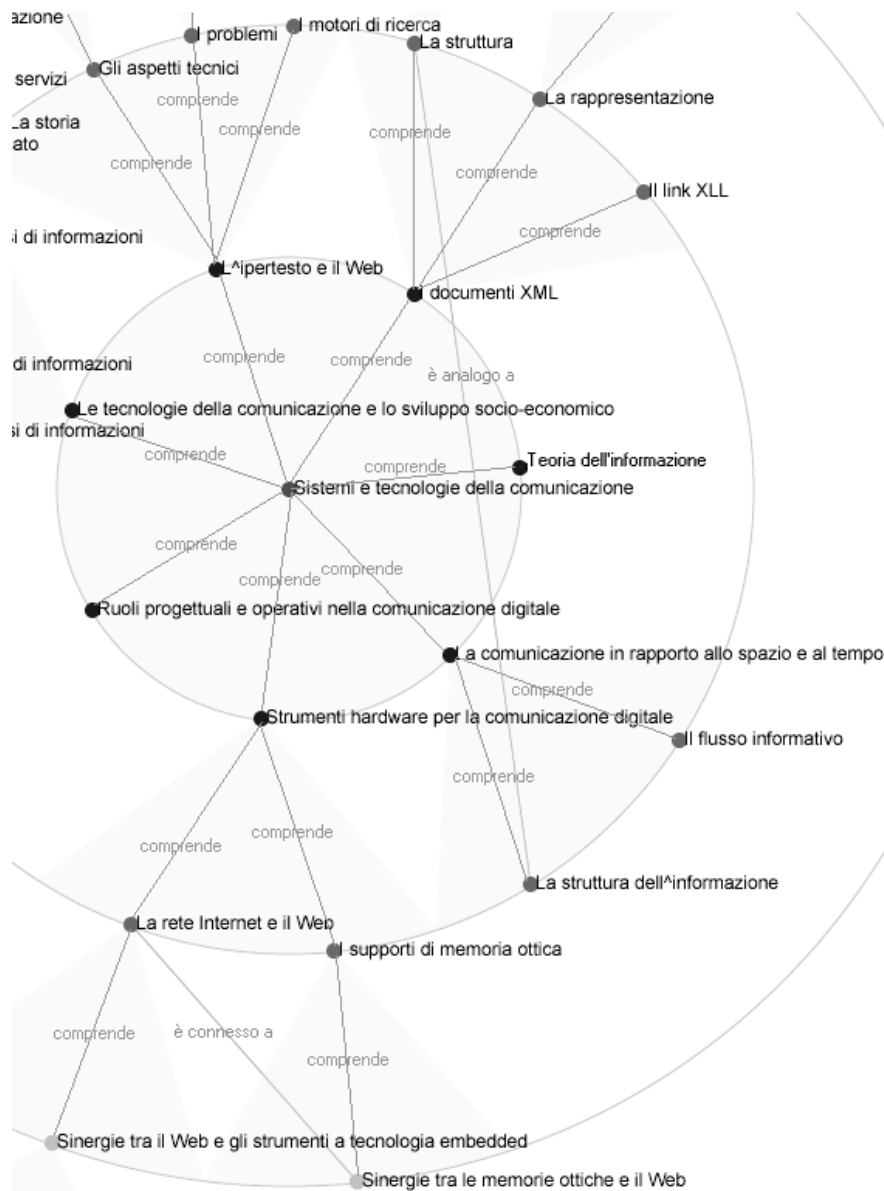 azione
I problemi
I motori di ricerca
La struttura
Gli aspetti tecnici
servizi
comprende
La rappresentazione
La storia
comprende
comprende
ato
comprende
comprende
Il link XLL
comprende
si di informazioni
L^ipertesto e il Web
I documenti XML
comprende
comprende
di informazioni
è analogo a
Le tecnologie della comunicazione e lo sviluppo socio-economico
si di informazioni
comprende
comprende
Teoria dell'informazione
Sistemi e tecnologie della comunicazione
comprende
comprende
comprende
Ruoli progettuali e operativi nella comunicazione digitale
La comunicazione in rapporto allo spazio e al tempo
comprende
Strumenti hardware per la comunicazione digitale
Il flusso informativo
comprende
comprende
comprende
La struttura dell^informazione
La rete Internet e il Web
I supporti di memoria ottica
comprende
è connesso a
comprende
Sinergie tra il Web e gli strumenti a tecnologia embedded
Sinergie tra le memorie ottiche e il Web